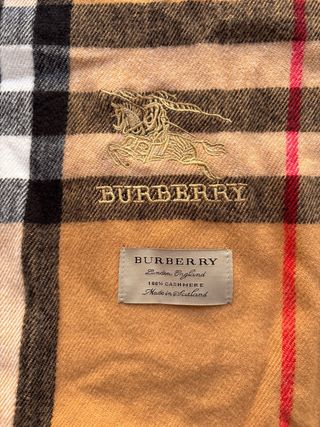 BURBERRY
BURBERRY
London, England
100% CASHMERE
Made in Scotland